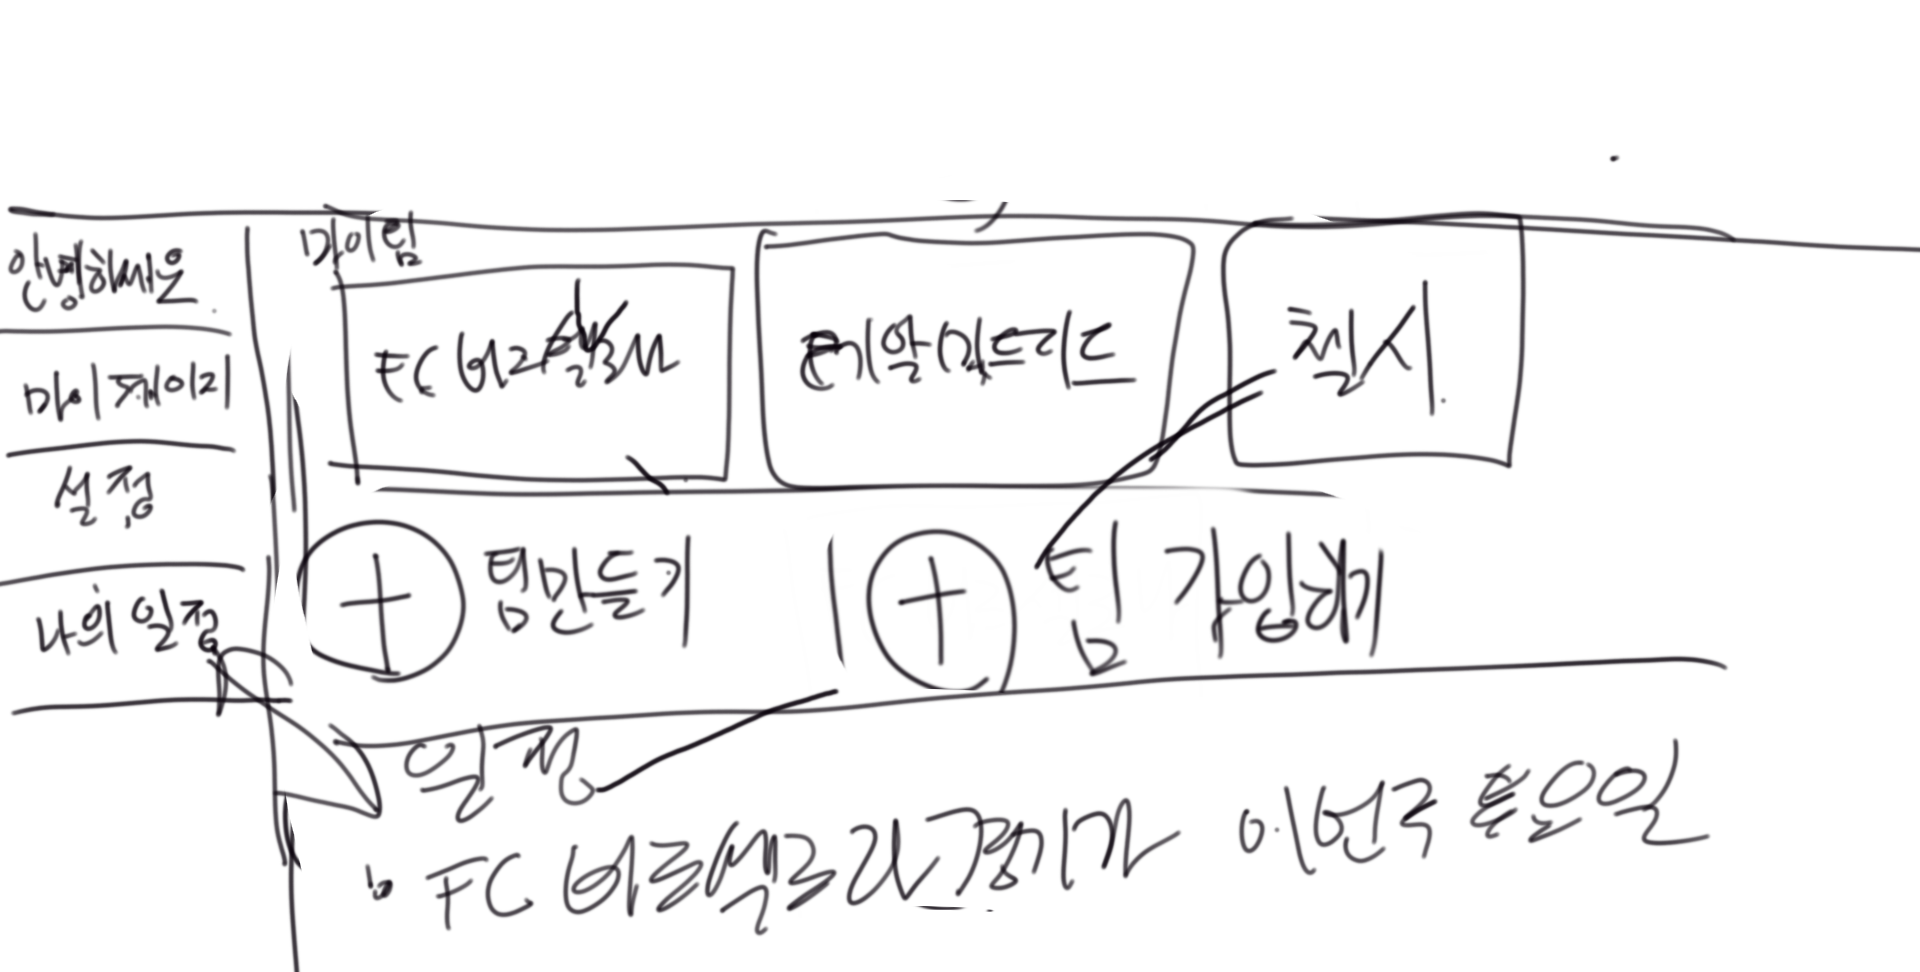 안녕하세요
마이 페이지
설정
나의 일정
마이팀
FC 바르셀로나
레알마드리드
첼시
팀만들기
팀 가입하기
일정
FC 바르셀로나 경기가 이번주 토요일